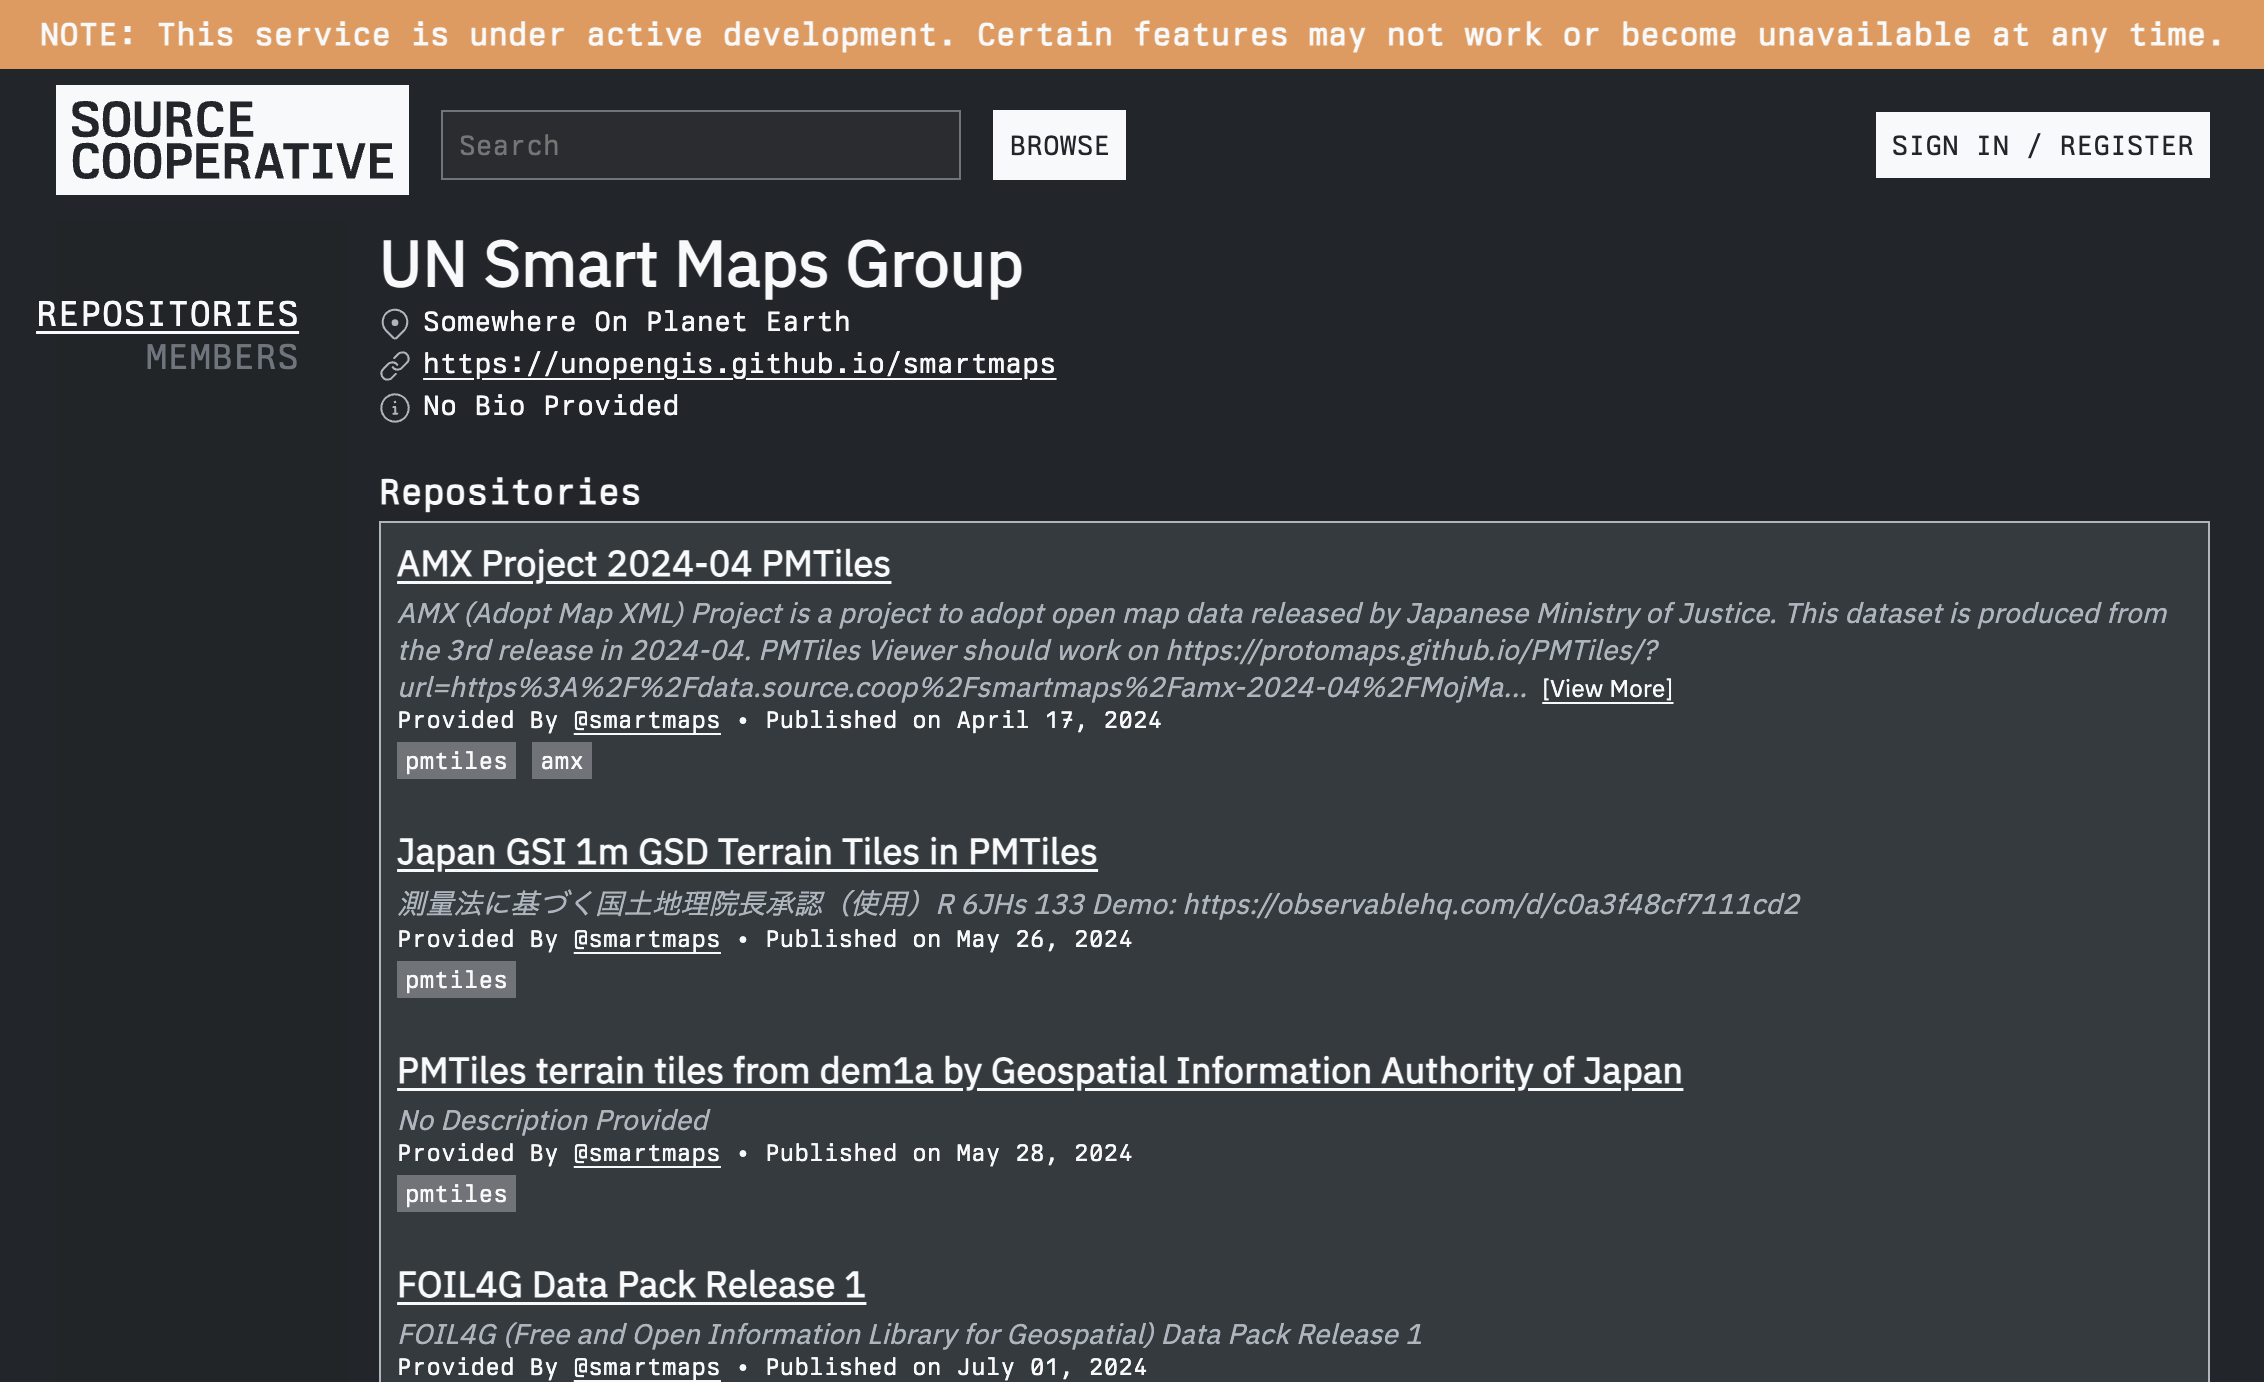 NOTE: This service is under active development. Certain features may not work or become unavailable at any time.
SOURCE
COOPERATIVE
Search
BROWSE
SIGN IN / REGISTER
REPOSITORIES
MEMBERS
UN Smart Maps Group
Somewhere On Planet Earth
https://unopengis.github.io/smartmaps
No Bio Provided
Repositories
AMX Project 2024-04 PMTiles
AMX (Adopt Map XML) Project is a project to adopt open map data released by Japanese Ministry of Justice. This dataset is produced from
the 3rd release in 2024-04. PMTiles Viewer should work on https://protomaps.github.io/PMTiles/?
url=https%3A%2F%2Fdata.source.coop%2Fsmartmaps%2Famx-2024-04%2FMojMa... [View More]
Provided By @smartmaps • Published on April 17, 2024
pmtiles amx
Japan GSI 1m GSD Terrain Tiles in PMTiles
測量法に基づく国土地理院長承認（使用）R 6JHs 133 Demo: https://observablehq.com/d/c0a3f48cf7111cd2
Provided By @smartmaps • Published on May 26, 2024
pmtiles
PMTiles terrain tiles from dem1a by Geospatial Information Authority of Japan
No Description Provided
Provided By @smartmaps • Published on May 28, 2024
pmtiles
FOIL4G Data Pack Release 1
FOIL4G (Free and Open Information Library for Geospatial) Data Pack Release 1
Provided By @smartmaps • Published on July 01, 2024